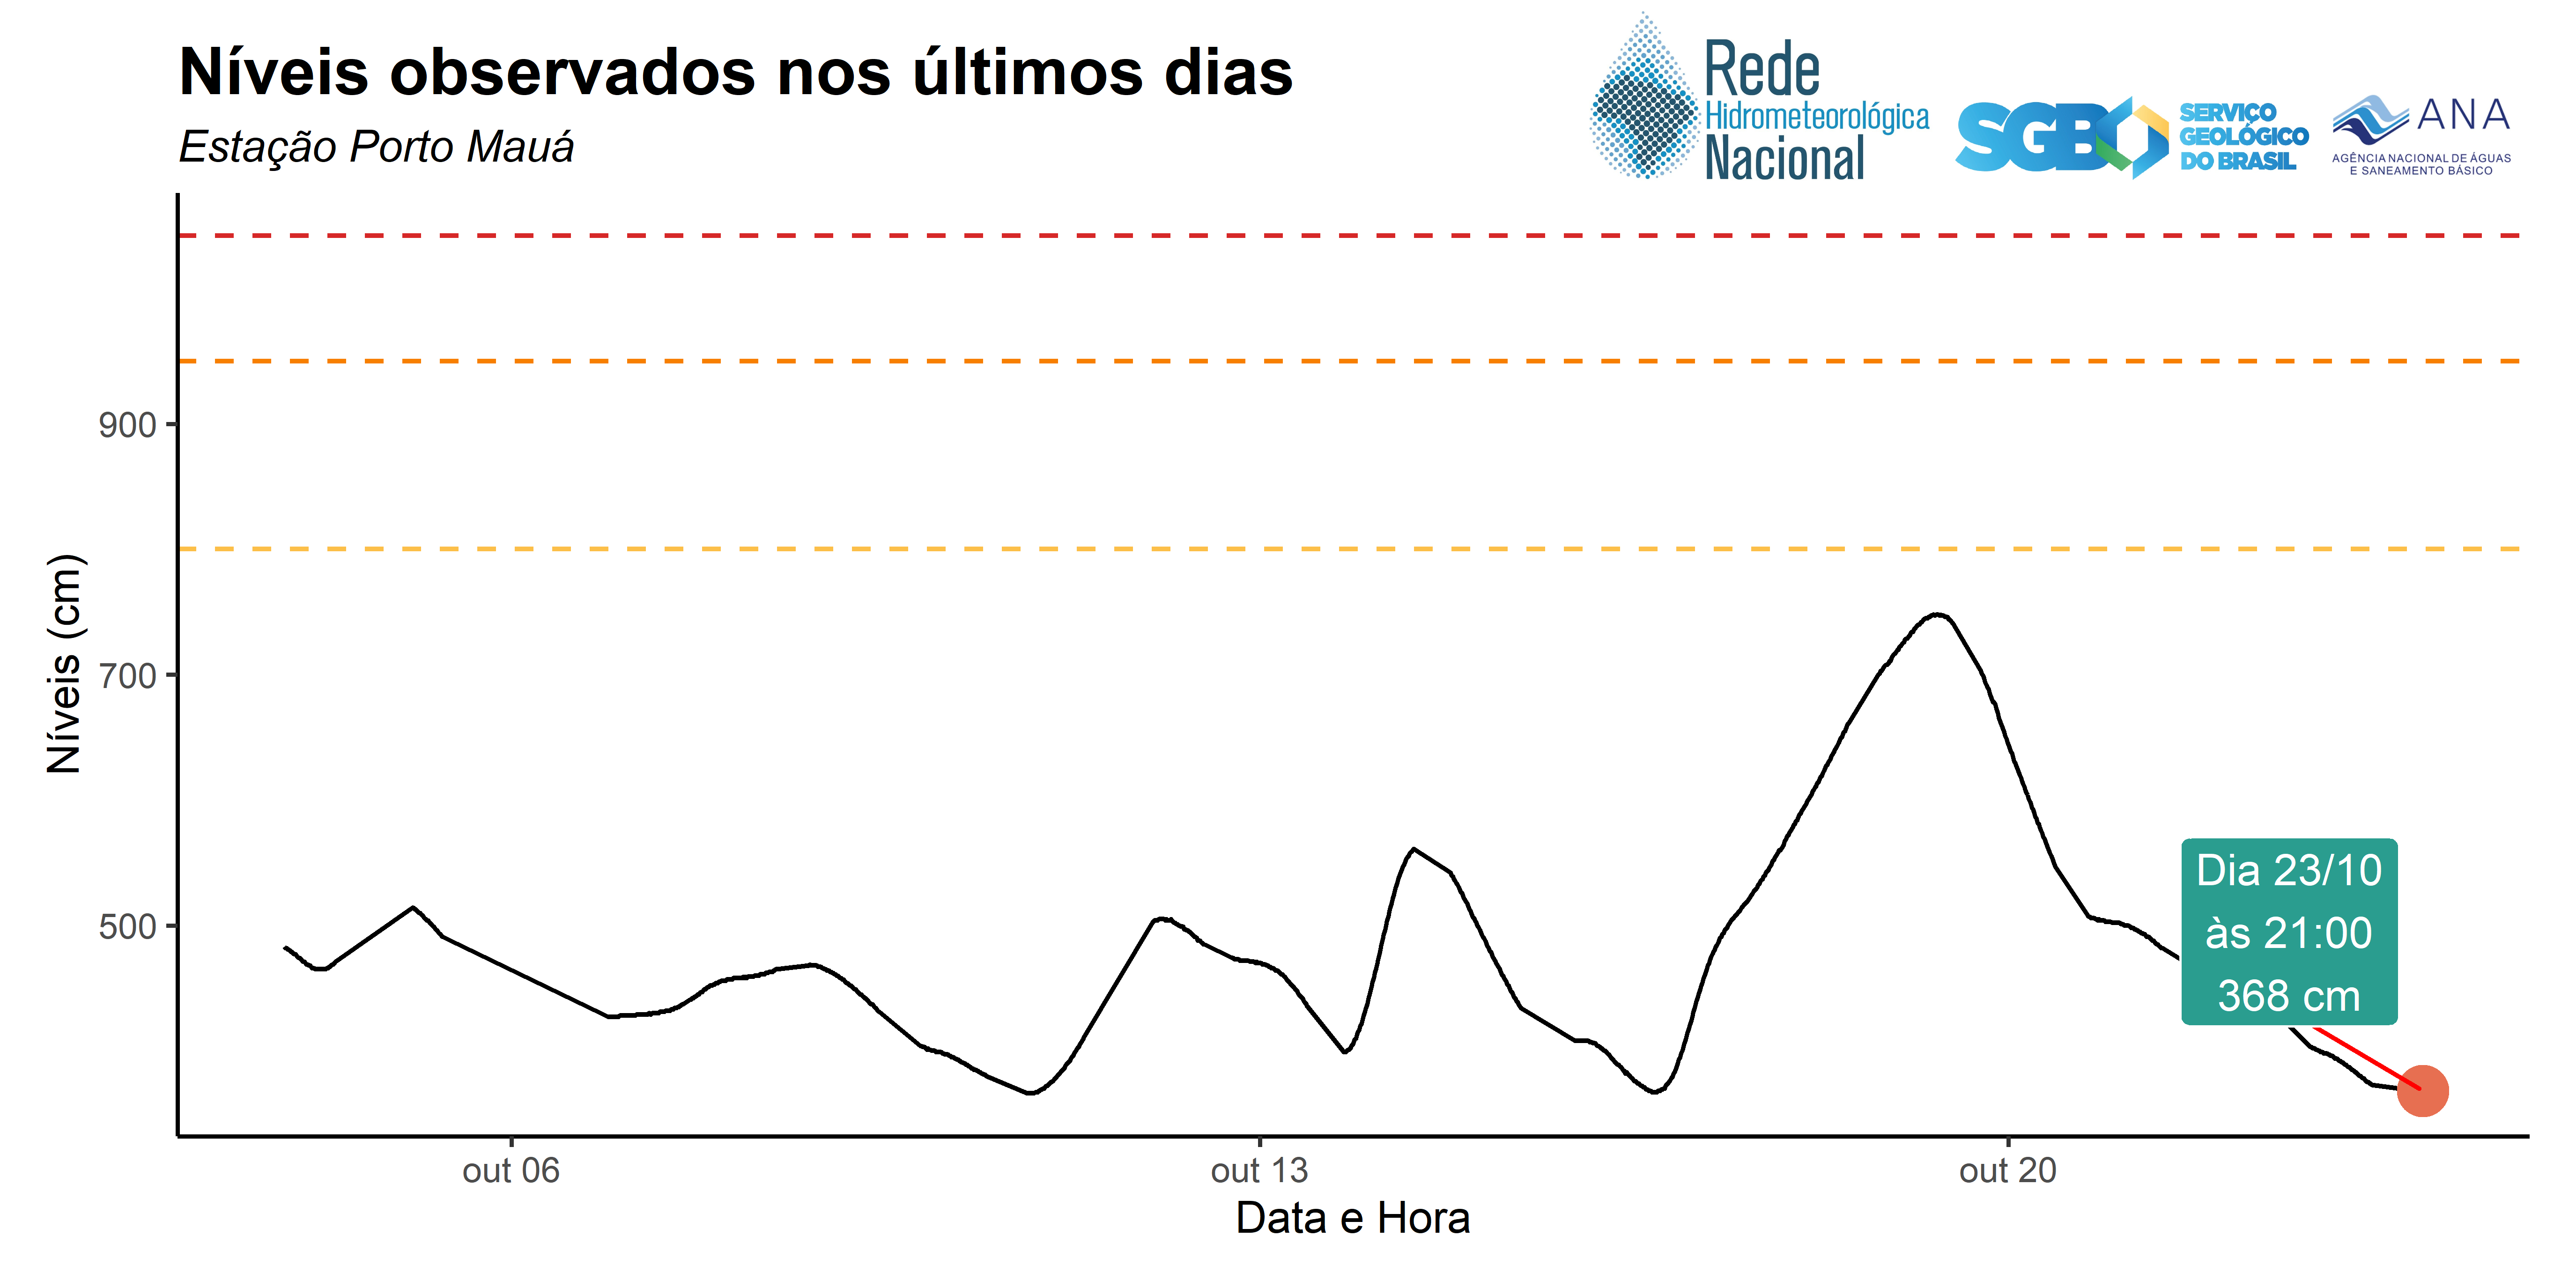 Níveis observados nos últimos dias
Estação Porto Mauá
Rede
Hidrometeorológica
Nacional
SGB
SERVIÇO
GEOLÓGICO
DO BRASIL
ANA
AGÊNCIA NACIONAL DE ÁGUAS
E SANEAMENTO BÁSICO
Níveis (cm)
900
700
500
Dia 23/10
às 21:00
368 cm
out 06
out 13
out 20
Data e Hora